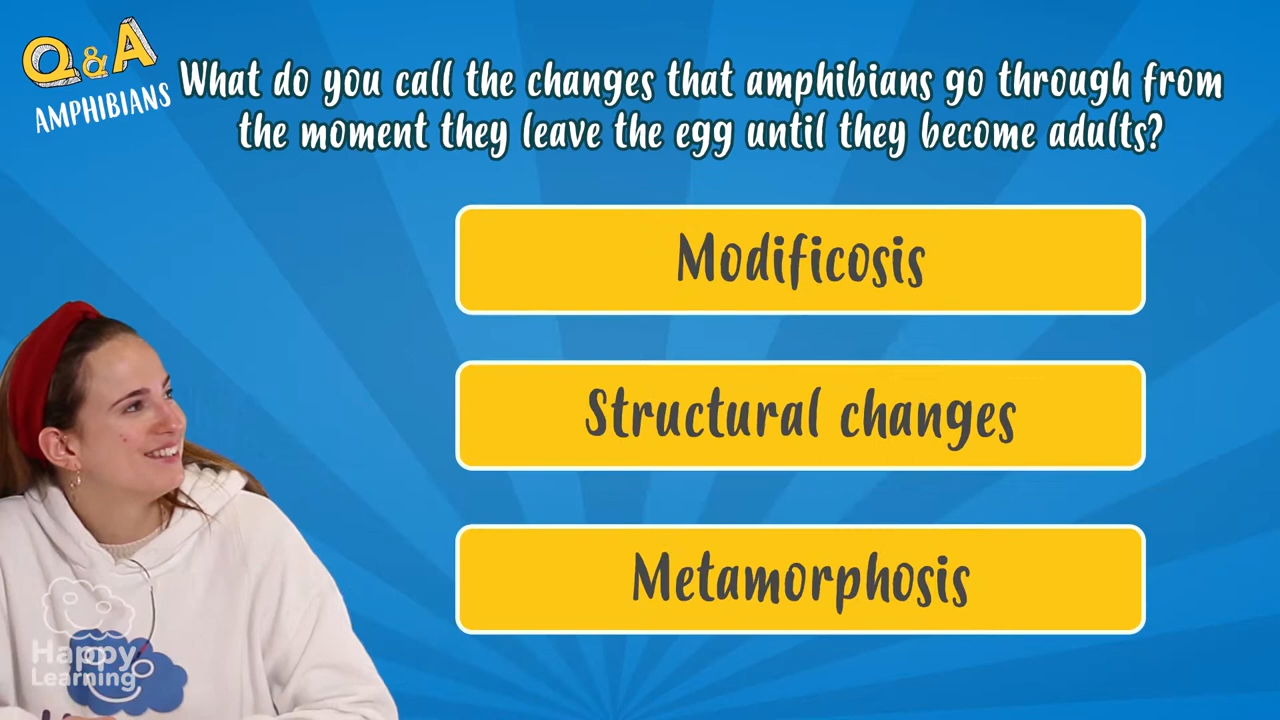 Q&A
AMPHIBIANS
What do you call the changes that amphibians go through from
the moment they leave the egg until they become adults?
Modificosis
Structural changes
Metamorphosis
Happy
Learning